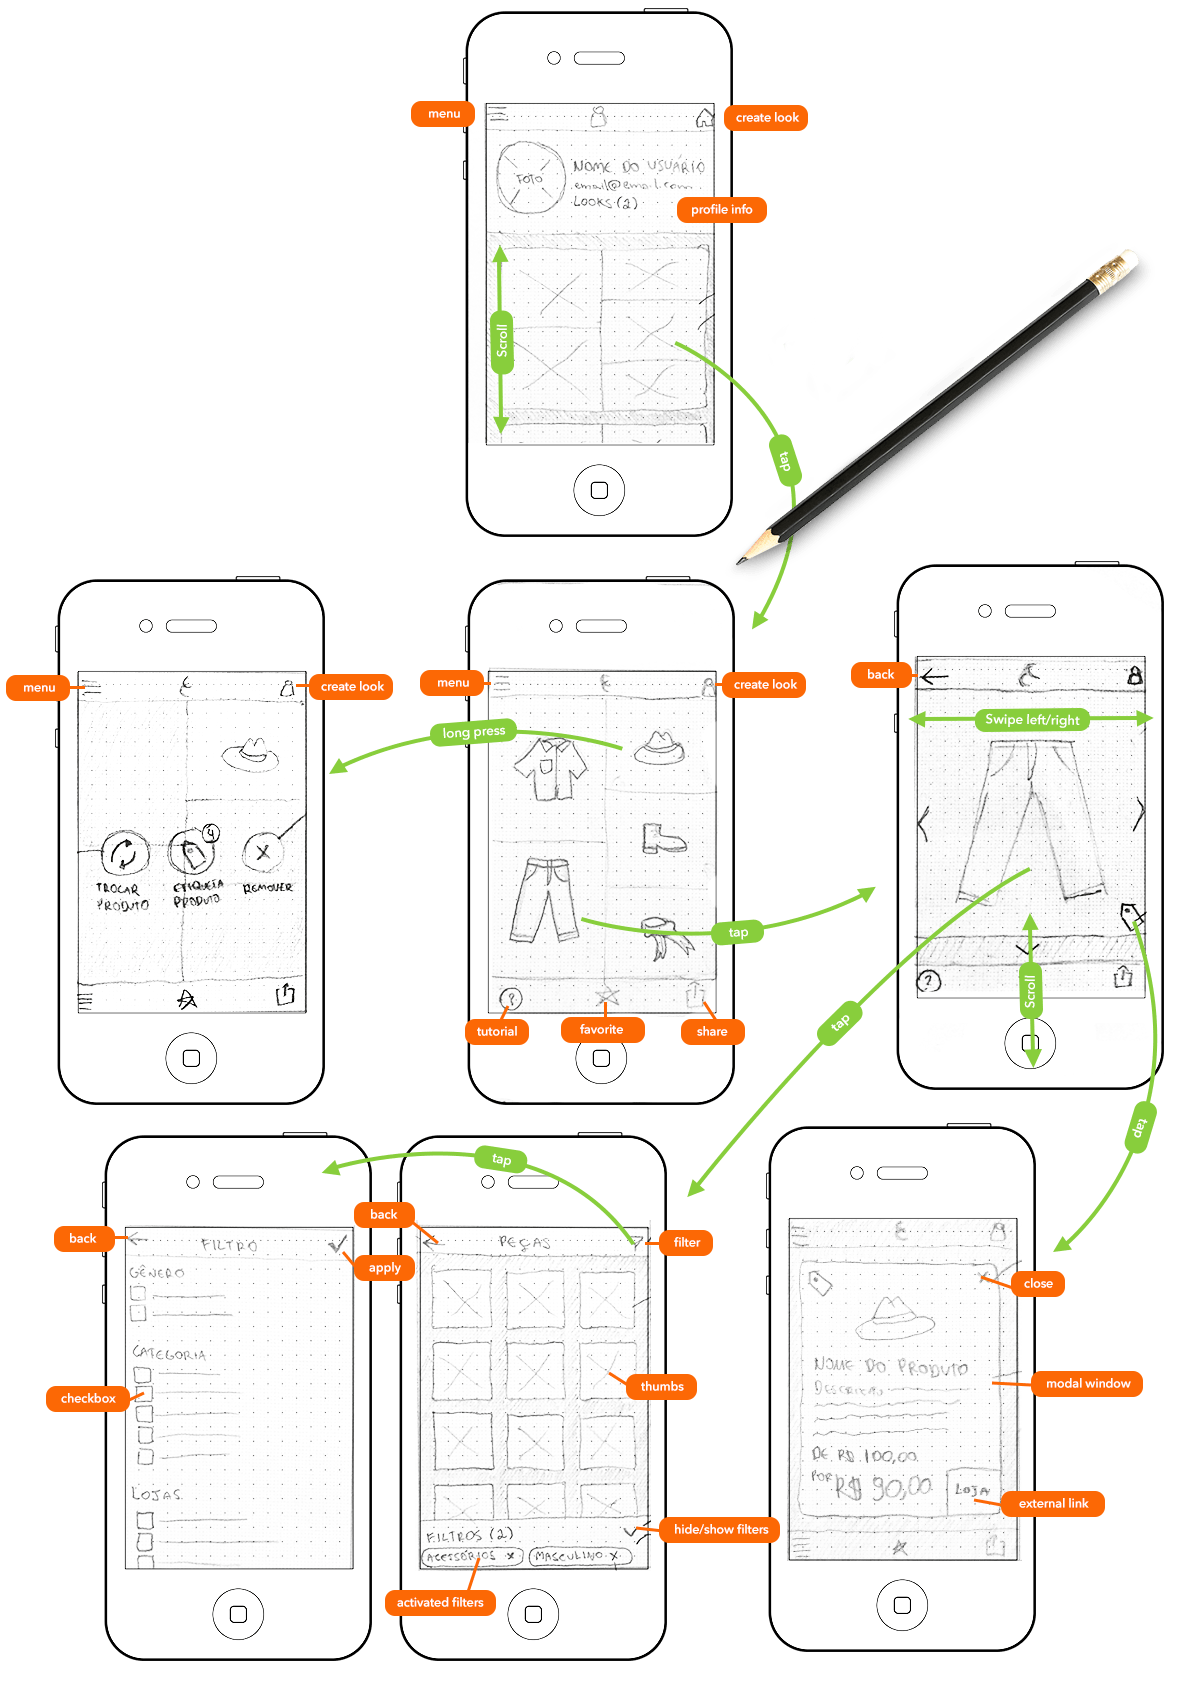 menu
create look
FOTO
NOME DO USUÁRIO
email@email.com
LOOKS (2)
profile info
Scroll
tap
menu
create look
4
TROCAR
PRODUTO
ETIQUETA
PRODUTO
REMOVER
menu
create look
long press
tap
?
tutorial
favorite
share
back
Swipe left/right
?
Scroll
tap
tap
back
FILTRO
apply
GÊNERO
CATEGORIA
checkbox
LOJAS
tap
back
PEÇAS
filter
thumbs
FILTROS (2)
hide/show filters
ACESSÓRIOS x
MASCULINO x
activated filters
close
NOME DO PRODUTO
DESCRIÇÃO
modal window
DE R$ 100,00
POR R$ 90,00
LOJA
external link